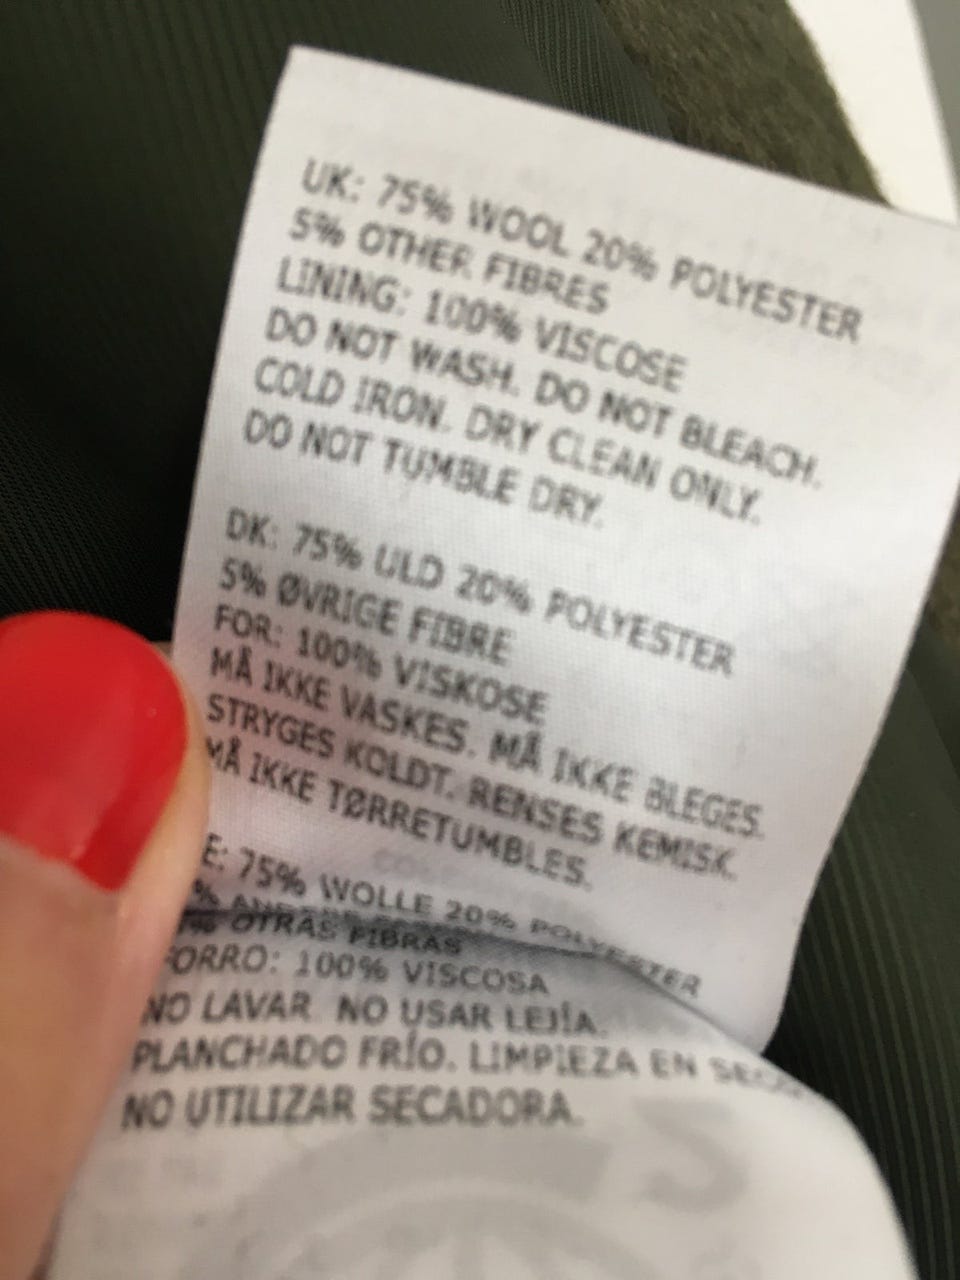 UK: 75% WOOL 20% POLYESTER
5% OTHER FIBRES
LINING: 100% VISCOSE
DO NOT WASH. DO NOT BLEACH.
COLD IRON. DRY CLEAN ONLY.
DO NOT TUMBLE DRY.
DK: 75% ULD 20% POLYESTER
5% ØVRIGE FIBRE
FOR: 100% VISKOSE
MÅ IKKE VASKES. MÅ IKKE BLEGES.
STRYGES KOLDT. RENSES KEMISK.
MÅ IKKE TØRRETUMBLES.
E: 75% WOLLE 20% POLYESTER
% OTRAS FIBRAS
FORRO: 100% VISCOSA
NO LAVAR NO USAR LEJÍA.
PLANCHADO FRÍO. LIMPIEZA EN
NO UTILIZAR SECADORA.